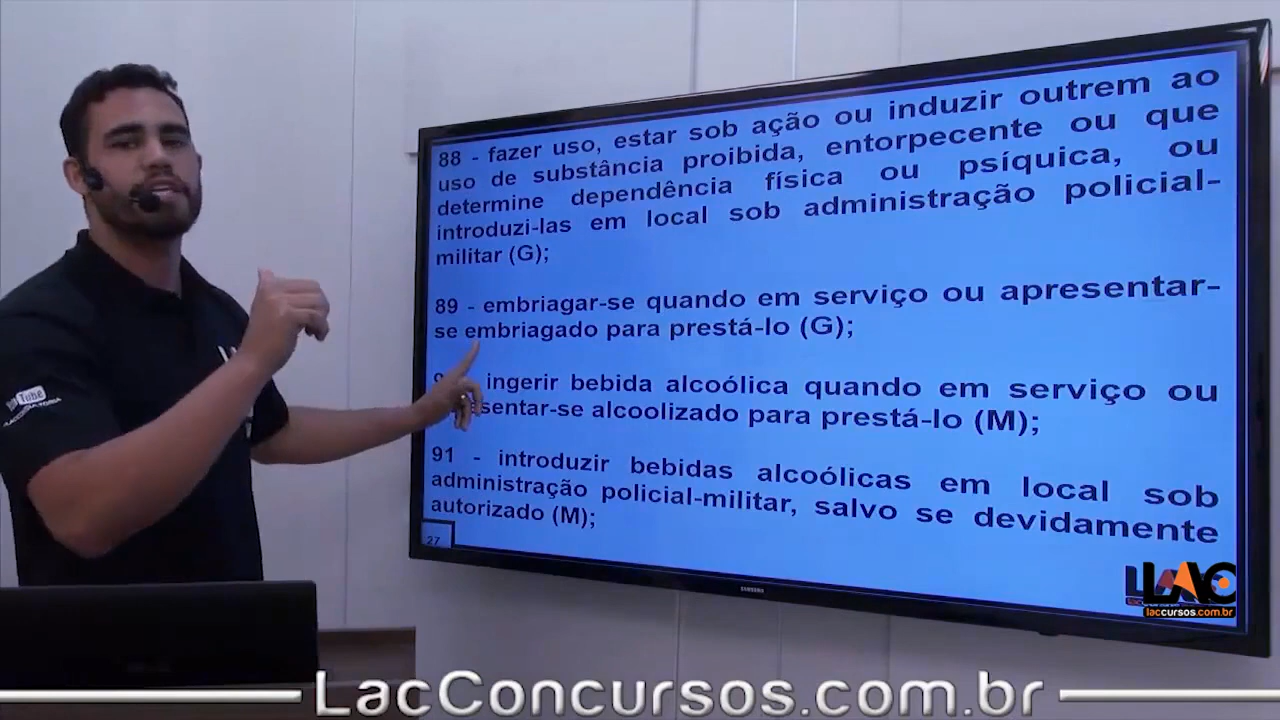 88 - fazer uso, estar sob ação ou induzir outrem ao
uso de substância proibida, entorpecente ou que
determine dependência física ou psíquica, ou
introduzi-las em local sob administração policial-
militar (G);
89 - embriagar-se quando em serviço ou apresentar-
se embriagado para prestá-lo (G);
ingerir bebida alcoólica quando em serviço ou
alcoolizado para prestá-lo (M);
91 - introduzir bebidas alcoólicas em local sob
administração policial-militar, salvo se devidamente
autorizado (M);
27
SAMSUNG
LAC
laccursos.com.br
Tube
LacConcursos.com.br